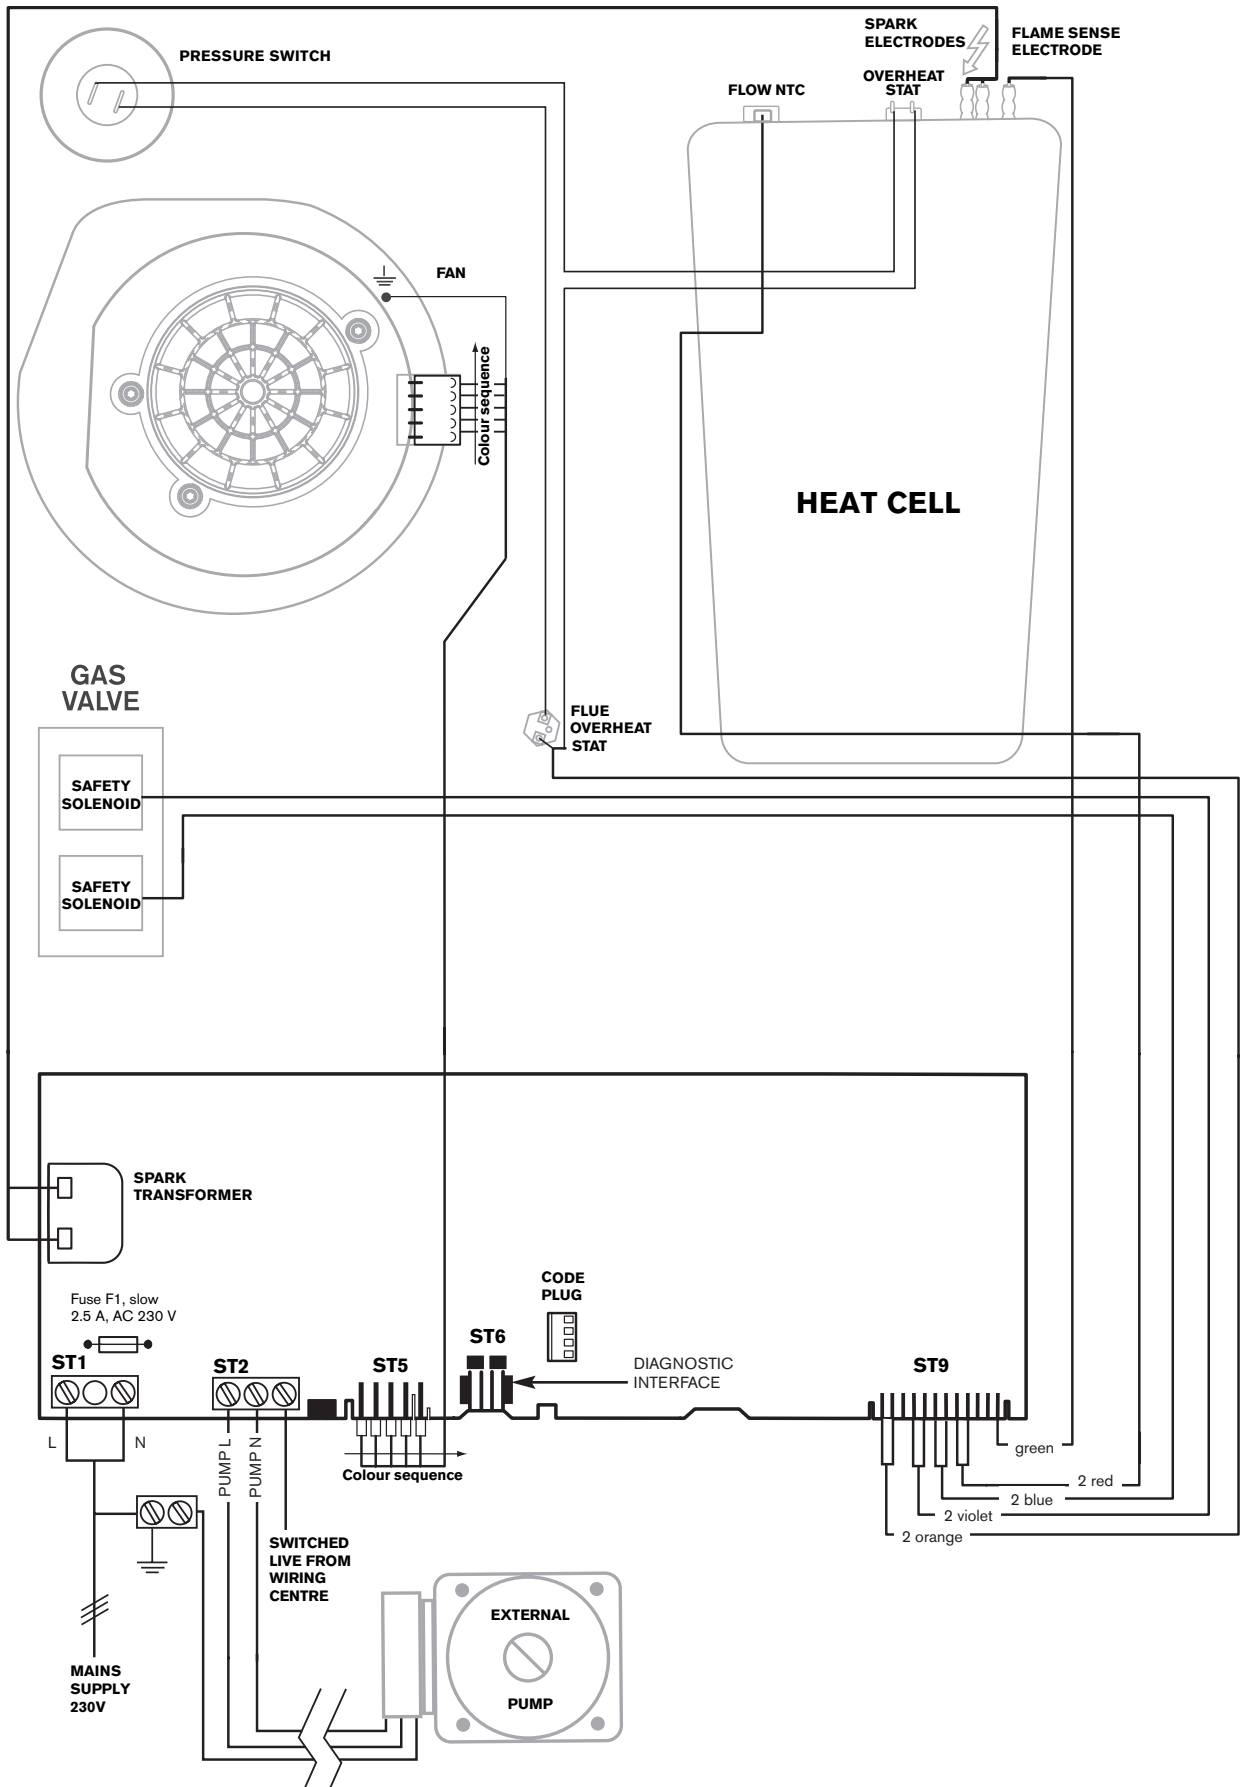 SPARK
ELECTRODES
FLAME SENSE
ELECTRODE
PRESSURE SWITCH
OVERHEAT
STAT
FLOW NTC
FAN
Colour sequence
HEAT CELL
GAS
VALVE
FLUE
OVERHEAT
STAT
SAFETY
SOLENOID
SAFETY
SOLENOID
SPARK
TRANSFORMER
CODE
PLUG
Fuse F1, slow
2.5 A, AC 230 V
ST1
ST2
ST5
ST6
DIAGNOSTIC
INTERFACE
ST9
L
N
PUMP L
PUMP N
Colour sequence
green
2 red
2 blue
2 violet
2 orange
SWITCHED
LIVE FROM
WIRING
CENTRE
EXTERNAL
PUMP
MAINS
SUPPLY
230V